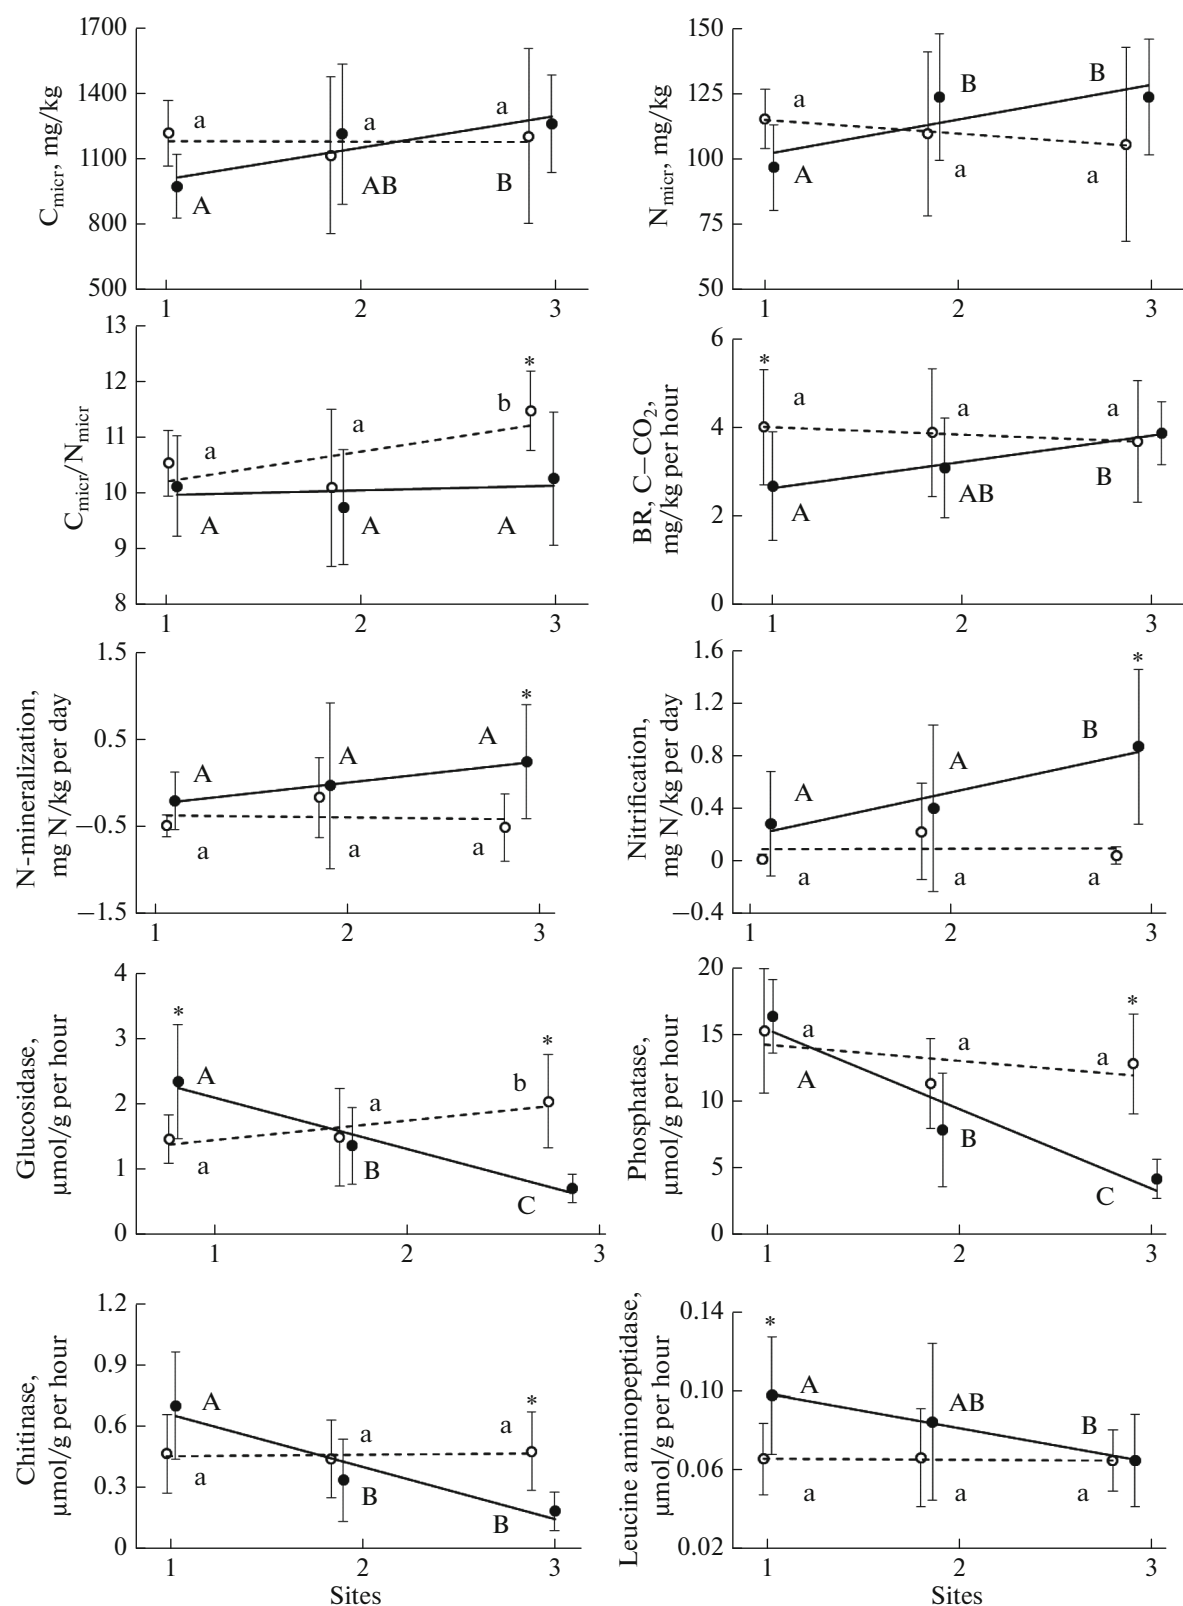 C_micr, mg/kg
1700
1400
1100
800
500
a
a
a
A
AB
B
1
2
3
N_micr, mg/kg
150
125
100
75
50
a
B
B
A
a
a
1
2
3
C_micr/N_micr
13
12
11
10
9
8
*
a
a
b
A
A
A
1
2
3
BR, C−CO₂,
mg/kg per hour
6
4
2
0
*
a
a
a
A
AB
B
1
2
3
N-mineralization,
mg N/kg per day
1.5
0.5
−0.5
−1.5
*
A
A
A
a
a
a
1
2
3
Nitrification,
mg N/kg per day
1.6
1.2
0.8
0.4
0
−0.4
*
A
A
B
a
a
a
1
2
3
Glucosidase,
μmol/g per hour
4
3
2
1
0
*
*
A
a
b
a
B
C
1
2
3
Phosphatase,
μmol/g per hour
20
15
10
5
0
*
a
a
a
A
B
C
1
2
3
Chitinase,
μmol/g per hour
1.2
0.9
0.6
0.3
0
*
A
a
a
a
B
B
1
2
3
Sites
Leucine aminopeptidase,
μmol/g per hour
0.14
0.10
0.06
0.02
*
A
AB
B
a
a
a
1
2
3
Sites